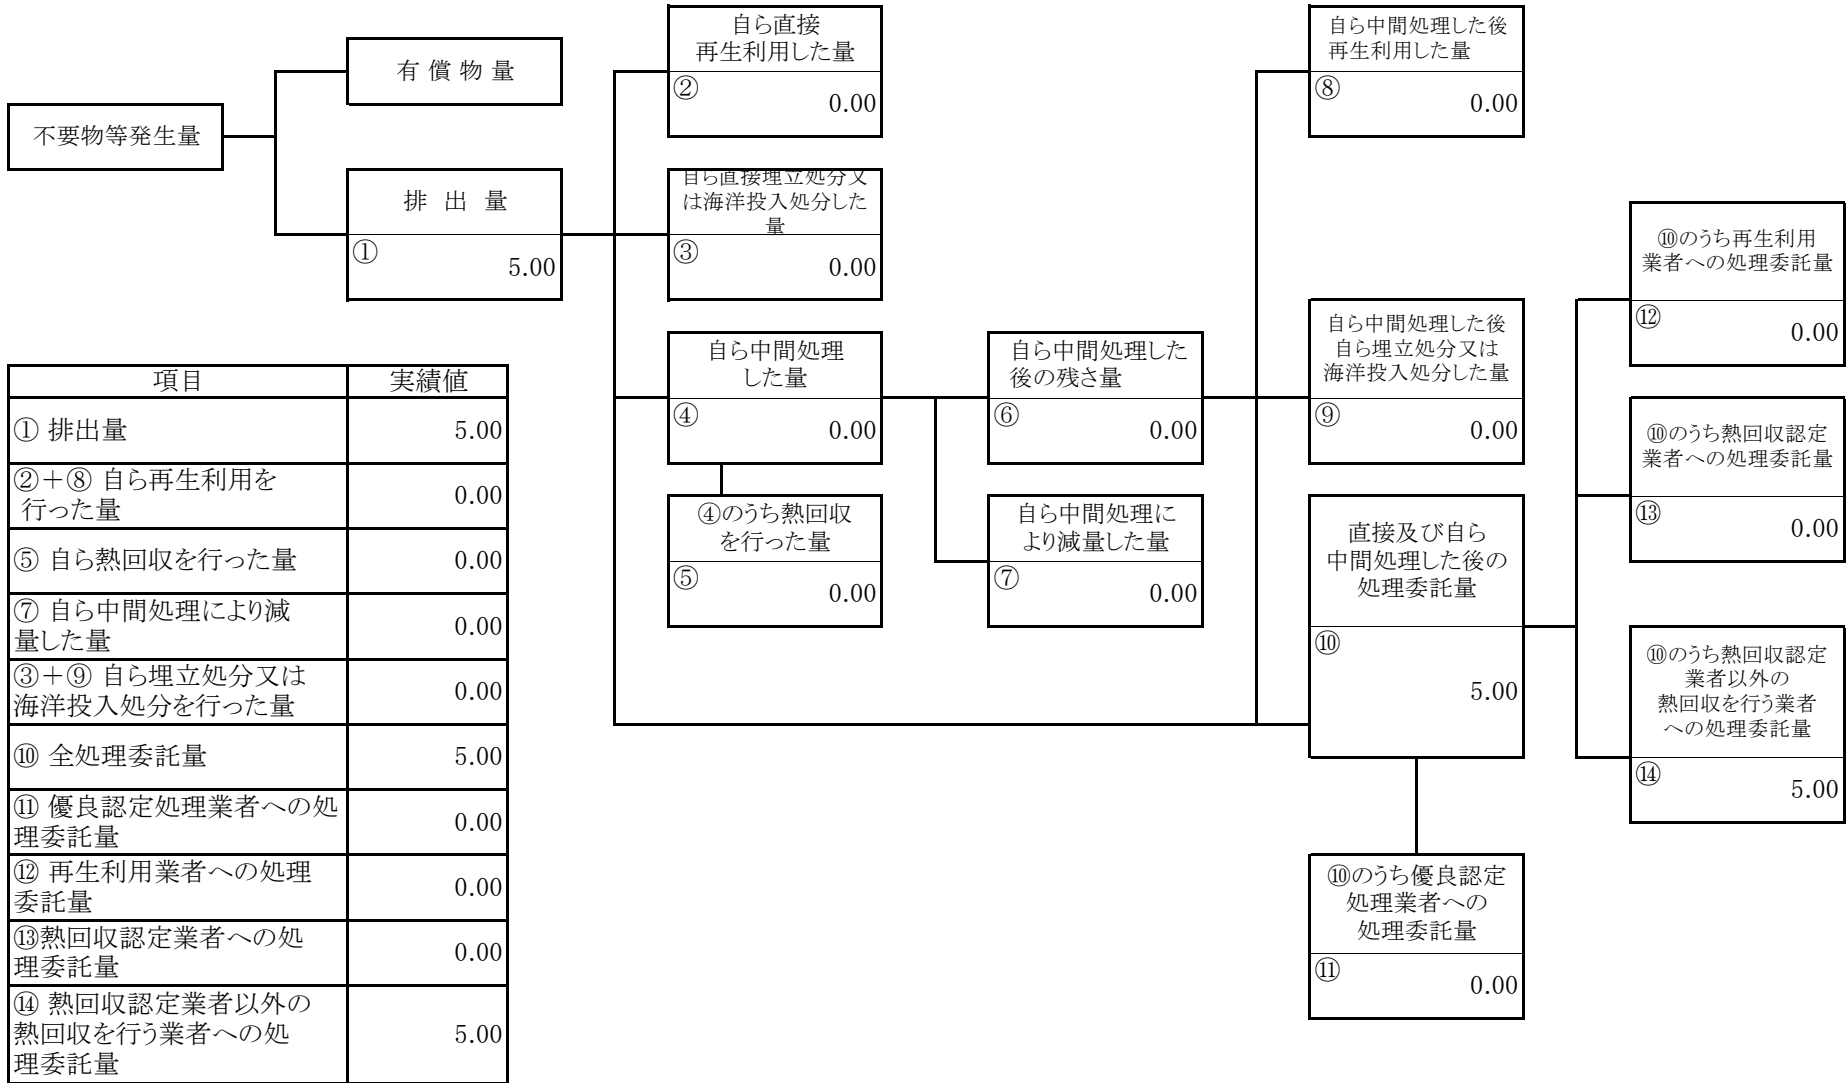 不要物等発生量
有 償 物 量
排 出 量
①
5.00
自ら直接
再生利用した量
②
0.00
自ら直接埋立処分又
は海洋投入処分した
量
③
0.00
自ら中間処理
した量
④
0.00
④のうち熱回収
を行った量
⑤
0.00
自ら中間処理した
後の残さ量
⑥
0.00
自ら中間処理に
より減量した量
⑦
0.00
自ら中間処理した後
再生利用した量
⑧
0.00
自ら中間処理した後
自ら埋立処分又は
海洋投入処分した量
⑨
0.00
直接及び自ら
中間処理した後の
処理委託量
⑩
5.00
⑩のうち優良認定
処理業者への
処理委託量
⑪
0.00
⑩のうち再生利用
業者への処理委託量
⑫
0.00
⑩のうち熱回収認定
業者への処理委託量
⑬
0.00
⑩のうち熱回収認定
業者以外の
熱回収を行う業者
への処理委託量
⑭
5.00
項目 実績値
① 排出量 5.00
②＋⑧ 自ら再生利用を
行った量 0.00
⑤ 自ら熱回収を行った量 0.00
⑦ 自ら中間処理により減
量した量 0.00
③＋⑨ 自ら埋立処分又は
海洋投入処分を行った量 0.00
⑩ 全処理委託量 5.00
⑪ 優良認定処理業者への処
理委託量 0.00
⑫ 再生利用業者への処理
委託量 0.00
⑬熱回収認定業者への処
理委託量 0.00
⑭ 熱回収認定業者以外の
熱回収を行う業者への処
理委託量 5.00